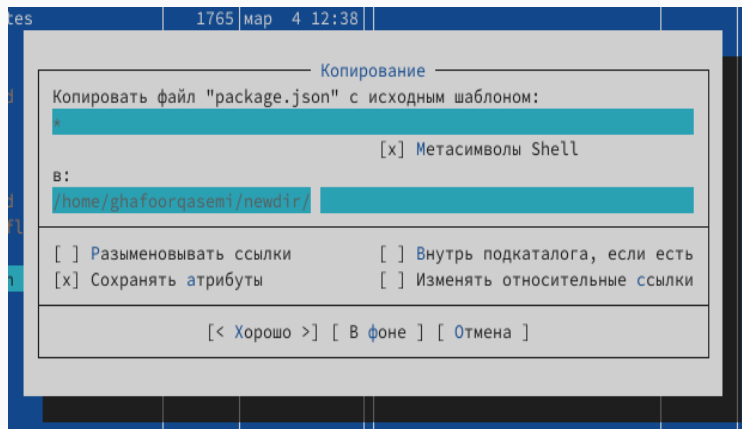 tes 1765 мар 4 12:38
Копирование
Копировать файл "package.json" с исходным шаблоном:
*
[x] Метасимволы Shell
в:
/home/ghafoorqasemi/newdir/
[ ] Разыменовывать ссылки [ ] Внутрь подкаталога, если есть
[x] Сохранять атрибуты [ ] Изменять относительные ссылки
[< Хорошо >] [ В фоне ] [ Отмена ]